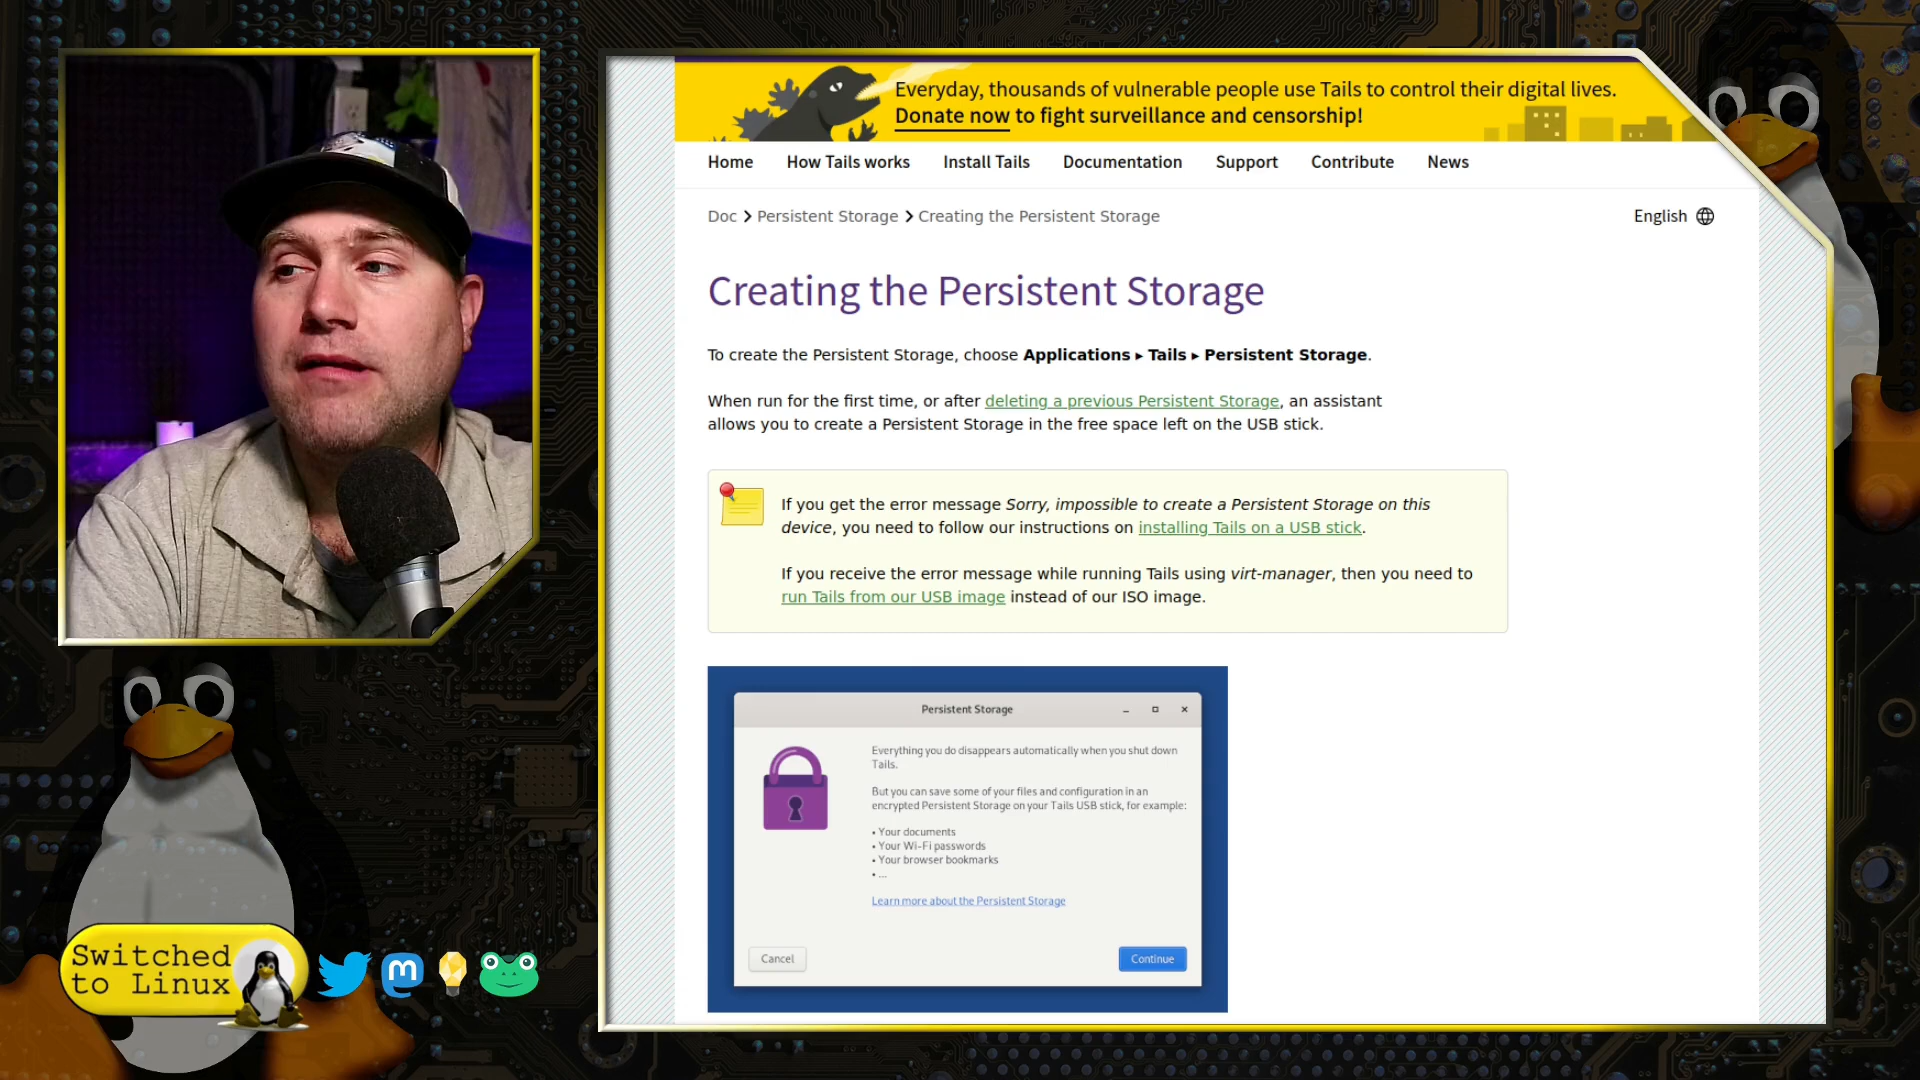 Everyday, thousands of vulnerable people use Tails to control their digital lives.
Donate now to fight surveillance and censorship!
Home How Tails works Install Tails Documentation Support Contribute News
Doc Persistent Storage Creating the Persistent Storage
English
Creating the Persistent Storage
To create the Persistent Storage, choose Applications ▸ Tails ▸ Persistent Storage.
When run for the first time, or after deleting a previous Persistent Storage, an assistant
allows you to create a Persistent Storage in the free space left on the USB stick.
If you get the error message Sorry, impossible to create a Persistent Storage on this
device, you need to follow our instructions on installing Tails on a USB stick.
If you receive the error message while running Tails using virt-manager, then you need to
run Tails from our USB image instead of our ISO image.
Persistent Storage
Everything you do disappears automatically when you shut down
Tails.
But you can save some of your files and configuration in an
encrypted Persistent Storage on your Tails USB stick, for example:
• Your documents
• Your Wi-Fi passwords
• Your browser bookmarks
• ...
Learn more about the Persistent Storage
Cancel
Continue
Switched
to Linux
m